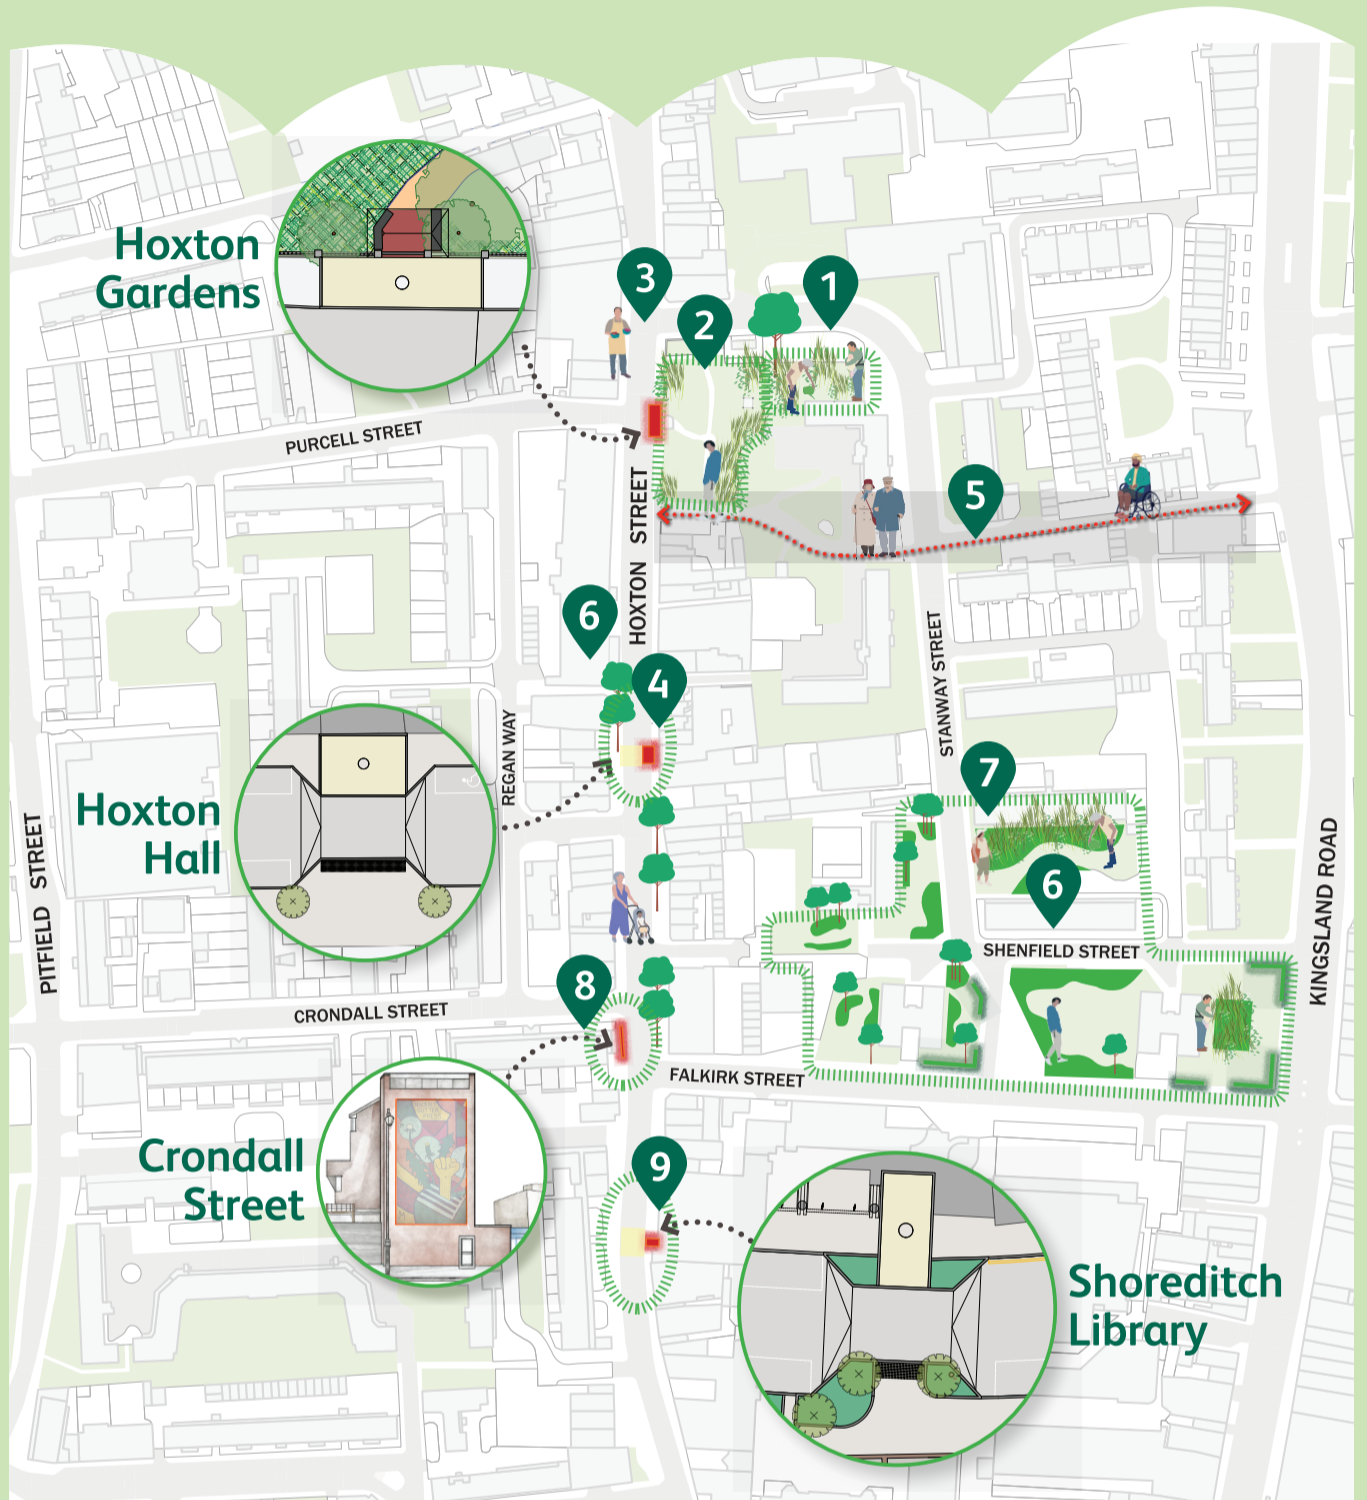 Hoxton
Gardens
3
1
2
PURCELL STREET
5
HOXTON STREET
6
4
STANWAY STREET
REGAN WAY
7
Hoxton
Hall
6
PITFIELD STREET
KINGSLAND ROAD
SHENFIELD STREET
8
CRONDALL STREET
FALKIRK STREET
Crondall
Street
9
Shoreditch
Library